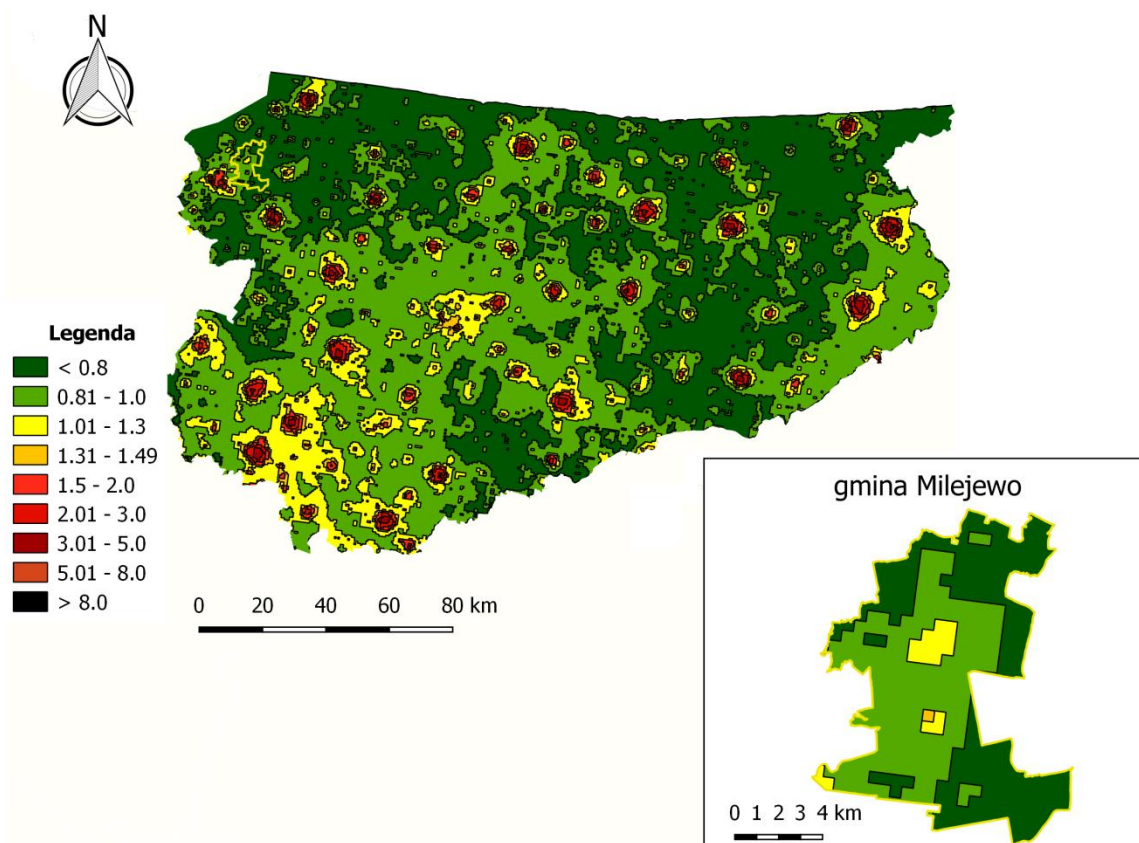 N
Legenda
< 0.8
0.81 - 1.0
1.01 - 1.3
1.31 - 1.49
1.5 - 2.0
2.01 - 3.0
3.01 - 5.0
5.01 - 8.0
> 8.0
0 20 40 60 80 km
gmina Milejewo
0 1 2 3 4 km